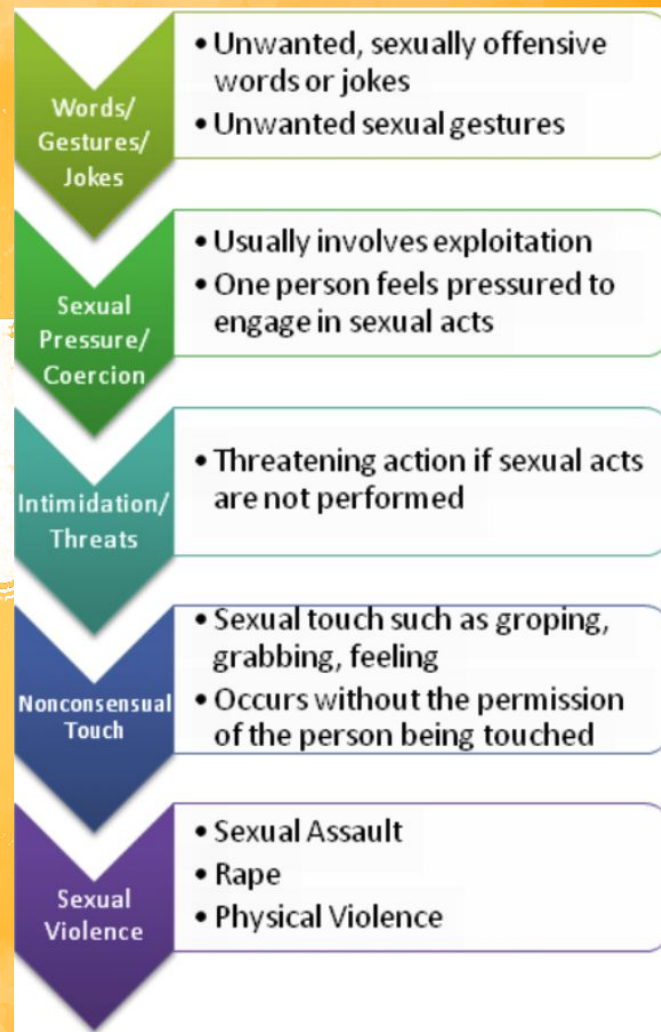 Words/
Gestures/
Jokes
• Unwanted, sexually offensive
words or jokes
• Unwanted sexual gestures
Sexual
Pressure/
Coercion
• Usually involves exploitation
• One person feels pressured to
engage in sexual acts
Intimidation/
Threats
• Threatening action if sexual acts
are not performed
Nonconsensual
Touch
• Sexual touch such as groping,
grabbing, feeling
• Occurs without the permission
of the person being touched
Sexual
Violence
• Sexual Assault
• Rape
• Physical Violence